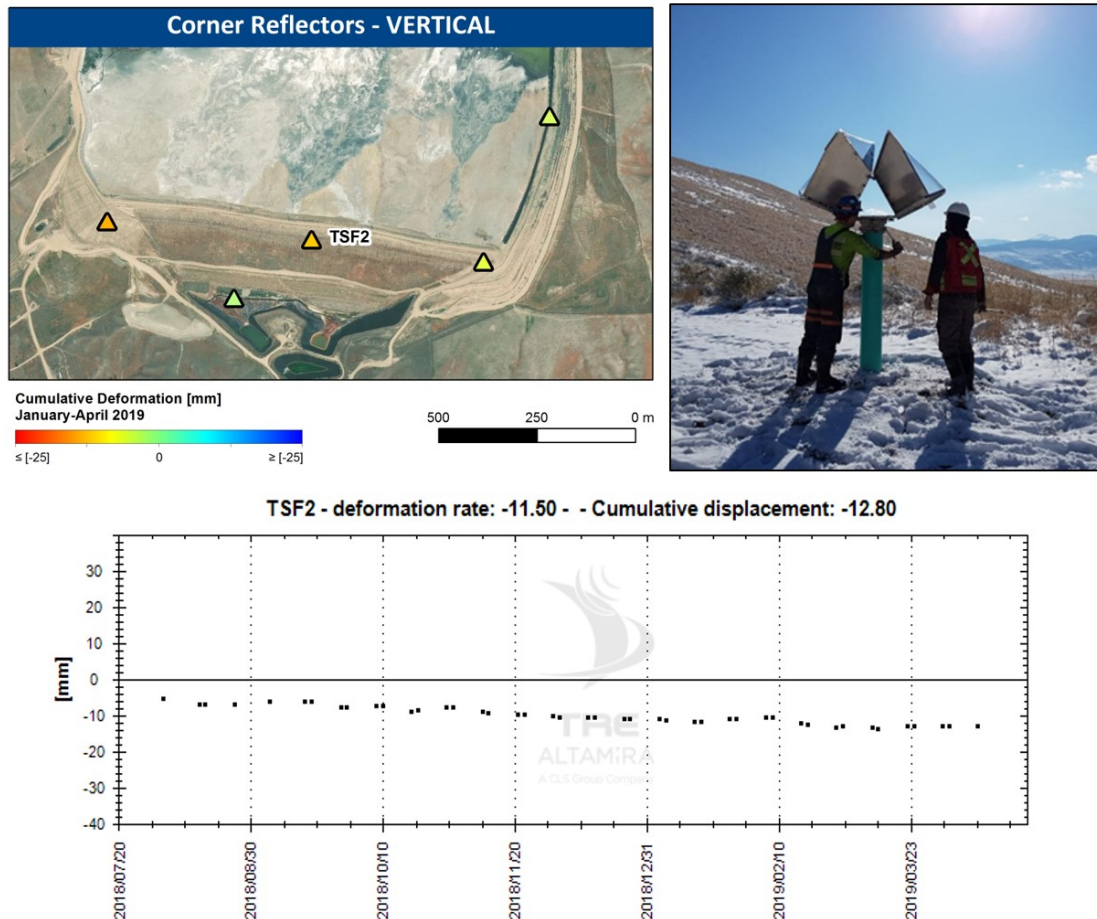 Corner Reflectors - VERTICAL
TSF2
Cumulative Deformation [mm]
January-April 2019
≤ [-25] 0 ≥ [-25]
500 250 0 m
TSF2 - deformation rate: -11.50 - - Cumulative displacement: -12.80
[mm]
30
20
10
0
-10
-20
-30
-40
TRE
ALTAMIRA
A CLS Group Company
2018/07/20
2018/08/30
2018/10/10
2018/11/20
2018/12/31
2019/02/10
2019/03/23